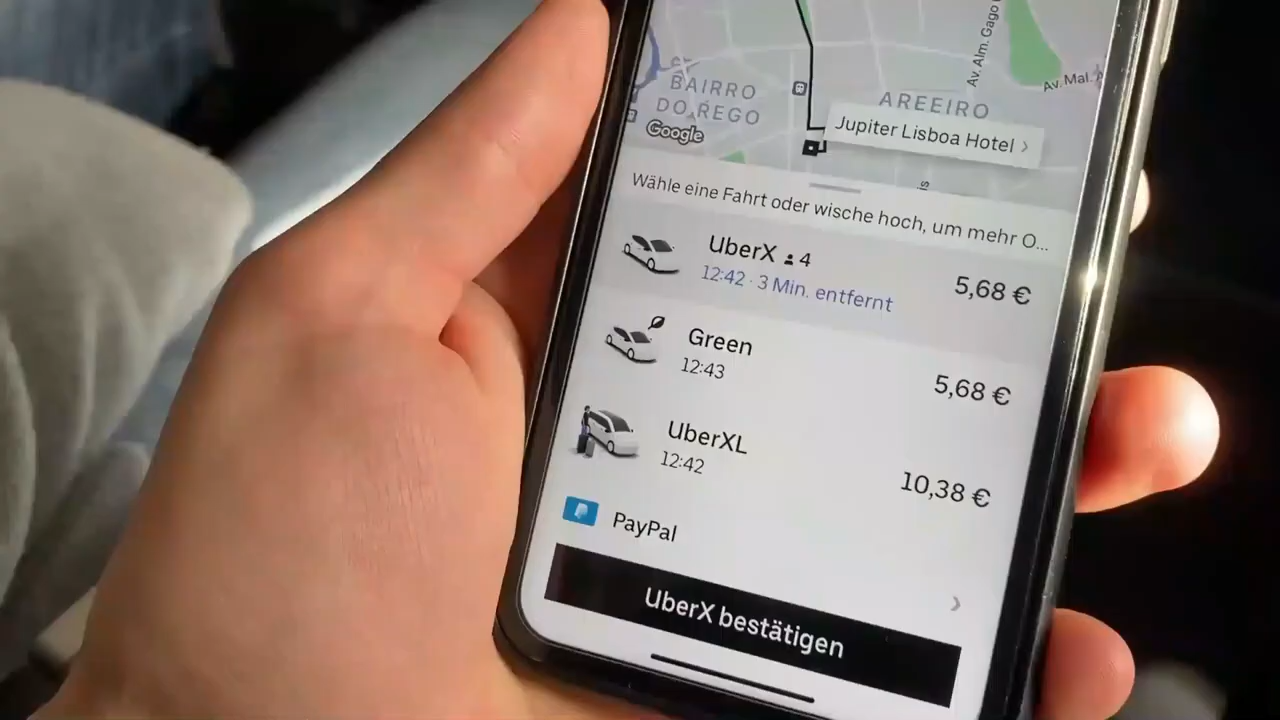 Av. Alm. Gago
Av. Mal.
BAIRRO
DO REGO
AREEIRO
Google
Jupiter Lisboa Hotel >
Wähle eine Fahrt oder wische hoch, um mehr O...
UberX 4
5,68 €
12:42 · 3 Min. entfernt
Green
5,68 €
12:43
UberXL
10,38 €
12:42
PayPal
UberX bestätigen